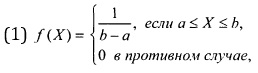 (1) f(X) = { 1/(b−a), если a ≤ X ≤ b,
0 в противном случае,